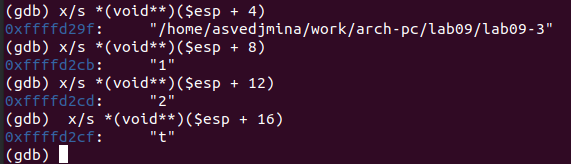 (gdb) x/s *(void**)($esp + 4)
0xffffd29f:     "/home/asvedjmina/work/arch-pc/lab09/lab09-3"
(gdb) x/s *(void**)($esp + 8)
0xffffd2cb:     "1"
(gdb) x/s *(void**)($esp + 12)
0xffffd2cd:     "2"
(gdb)  x/s *(void**)($esp + 16)
0xffffd2cf:     "t"
(gdb)